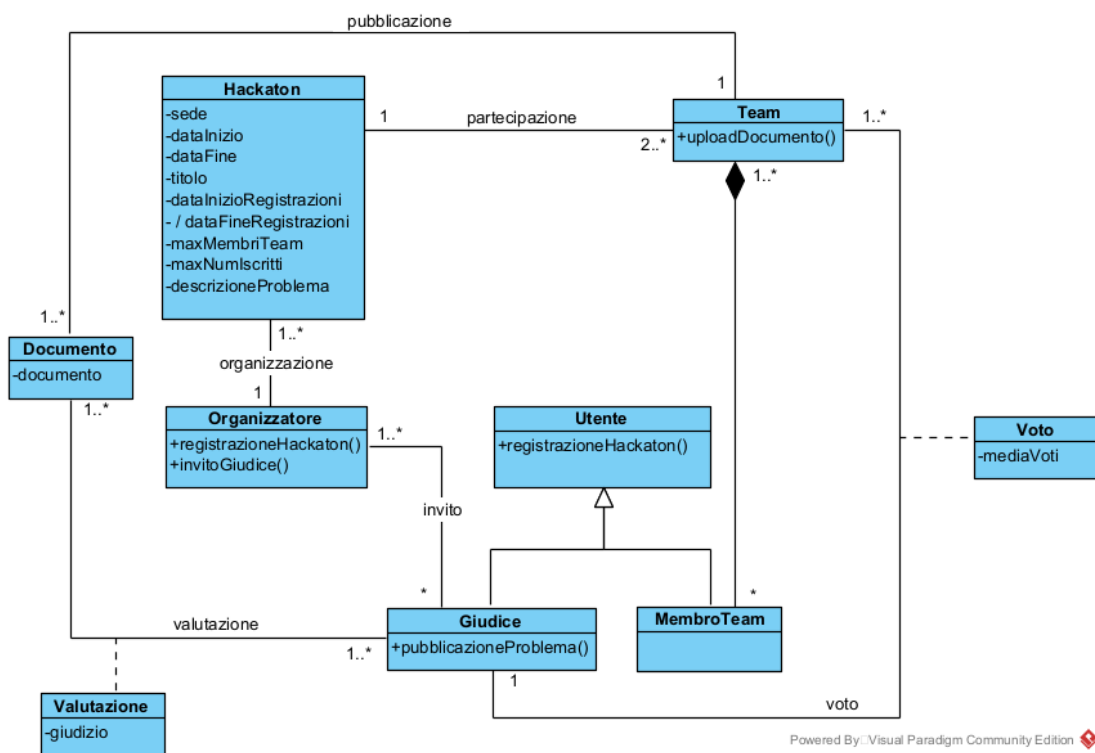 pubblicazione
1
Hackaton
-sede
-dataInizio
-dataFine
-titolo
-dataInizioRegistrazioni
- / dataFineRegistrazioni
-maxMembriTeam
-maxNumIscritti
-descrizioneProblema
1
partecipazione
2..*
Team
+uploadDocumento()
1..*
1..*
1..*
Documento
-documento
1..*
1..*
organizzazione
1
Organizzatore
+registrazioneHackaton()
+invitoGiudice()
1..*
invito
*
Utente
+registrazioneHackaton()
Voto
-mediaVoti
valutazione
1..*
Giudice
+pubblicazioneProblema()
1
*
MembroTeam
voto
Valutazione
-giudizio
Powered By Visual Paradigm Community Edition